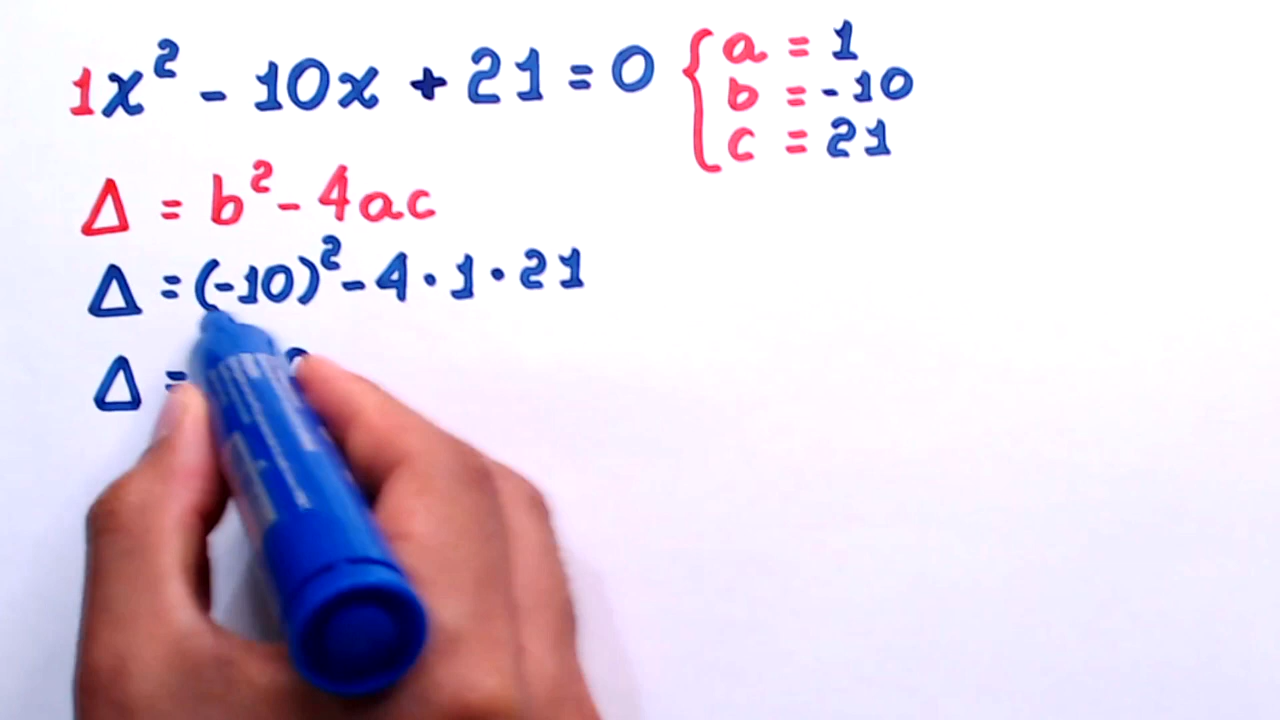 1x² - 10x + 21 = 0 { a = 1
b = -10
c = 21
Δ = b² - 4ac
Δ = (-10)² - 4 · 1 · 21
Δ =